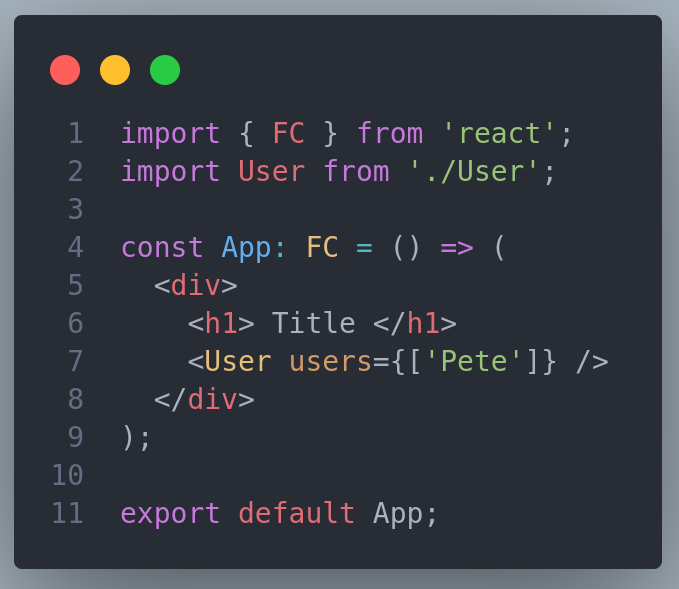 1 import { FC } from 'react';
2 import User from './User';
3
4 const App: FC = () => (
5   <div>
6     <h1> Title </h1>
7     <User users={['Pete']} />
8   </div>
9 );
10
11 export default App;